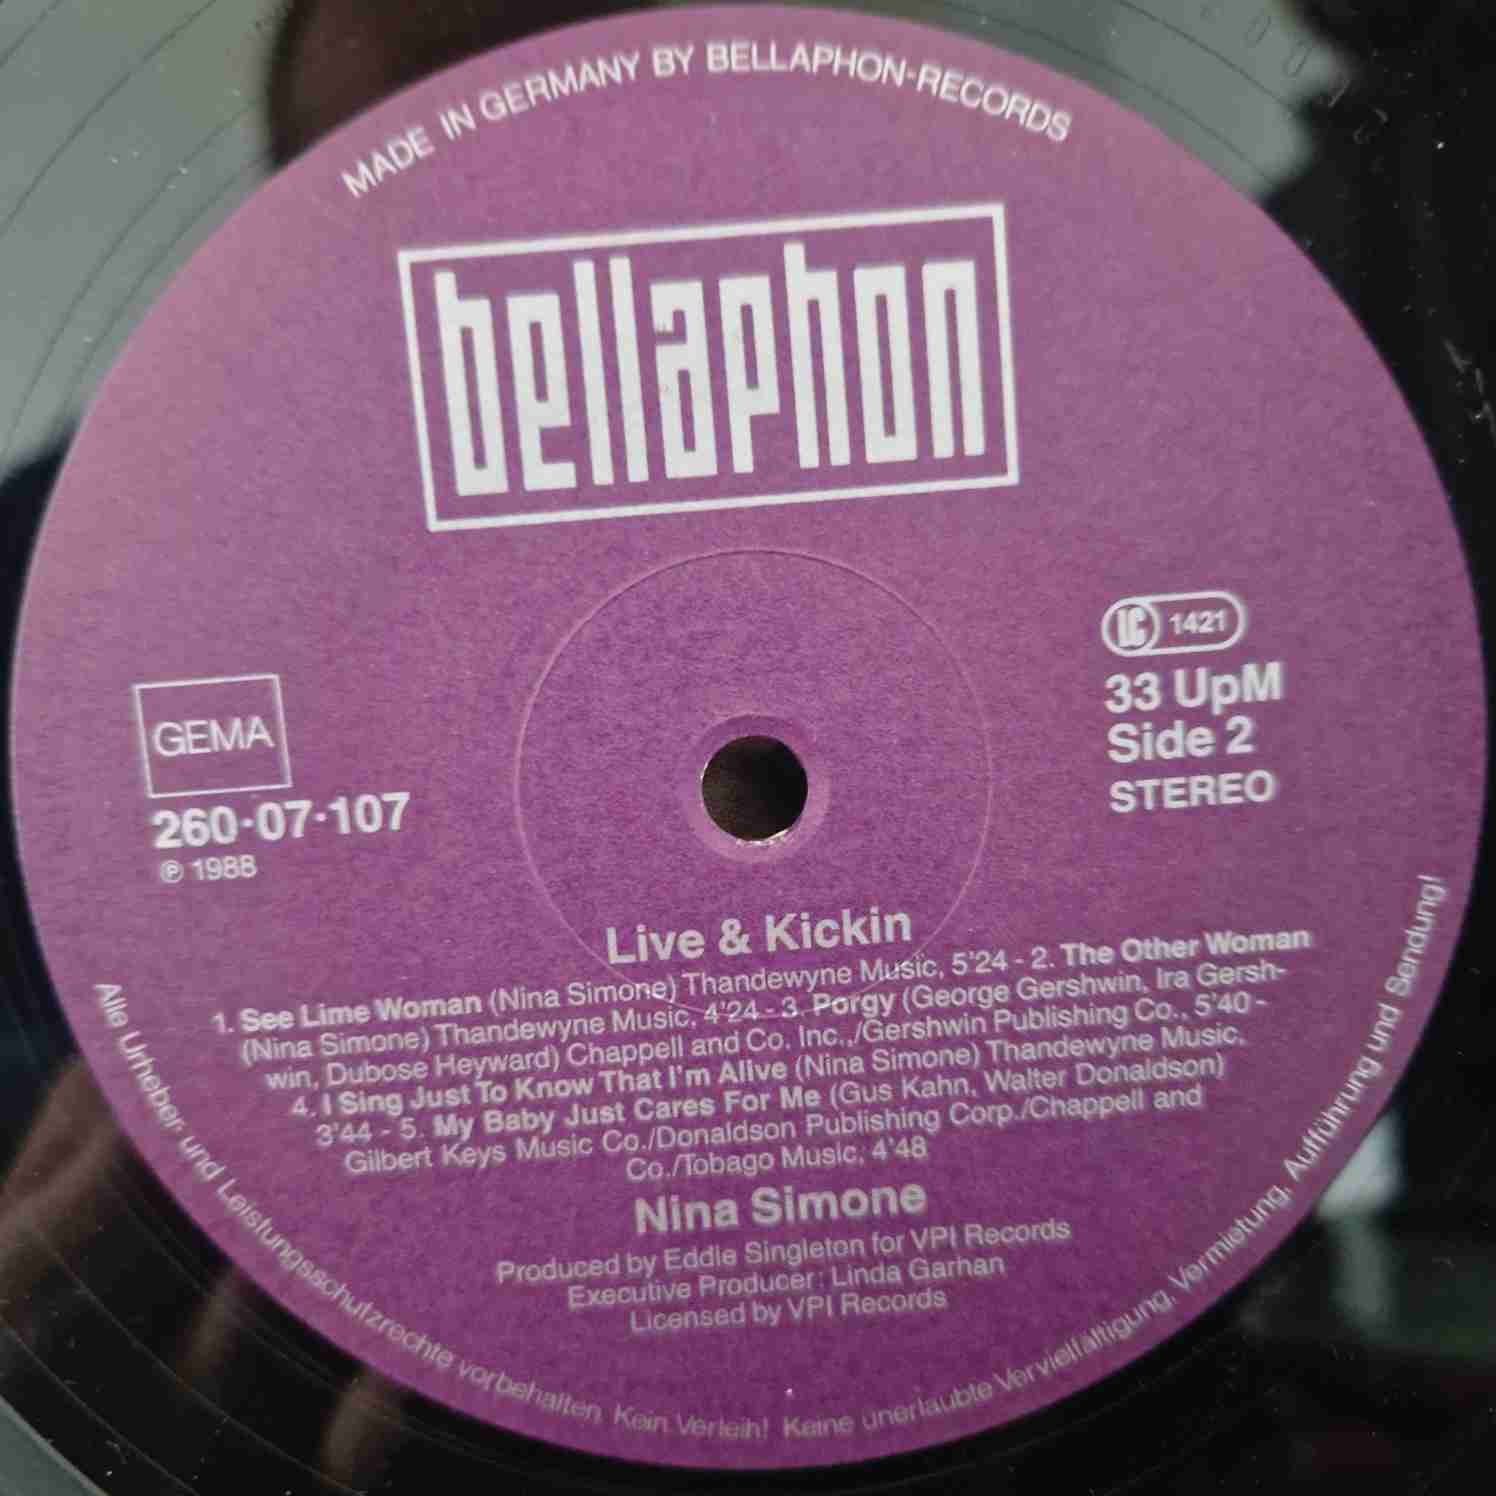 MADE IN GERMANY BY BELLAPHON-RECORDS
bellaphon
LC 1421
33 UpM
Side 2
STEREO
GEMA
260·07·107
℗ 1988
Live & Kickin
1. See Lime Woman (Nina Simone) Thandewyne Music, 5'24 - 2. The Other Woman
(Nina Simone) Thandewyne Music, 4'24 - 3. Porgy (George Gershwin, Ira Gersh-
win, Dubose Heyward) Chappell and Co. Inc../Gershwin Publishing Co., 5'40 -
4. I Sing Just To Know That I'm Alive (Nina Simone) Thandewyne Music,
3'44 - 5. My Baby Just Cares For Me (Gus Kahn, Walter Donaldson)
Gilbert Keys Music Co./Donaldson Publishing Corp./Chappell and
Co./Tobago Music, 4'48
Nina Simone
Produced by Eddie Singleton for VPI Records
Executive Producer: Linda Garhan
Licensed by VPI Records
Alle Urheber und Leistungsschutzrechte vorbehalten. Kein Verleih! Keine unerlaubte Vervielfältigung, Vermietung, Aufführung und Sendung!